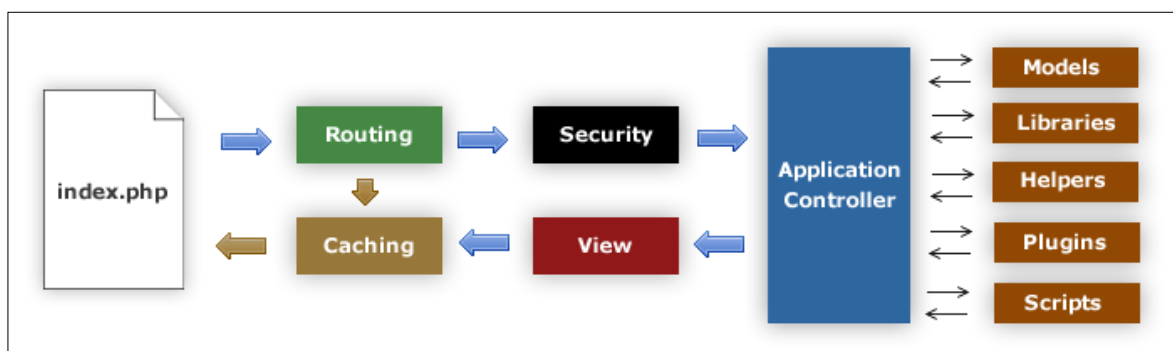 index.php
Routing
Security
Application
Controller
Models
Libraries
Helpers
Plugins
Scripts
Caching
View